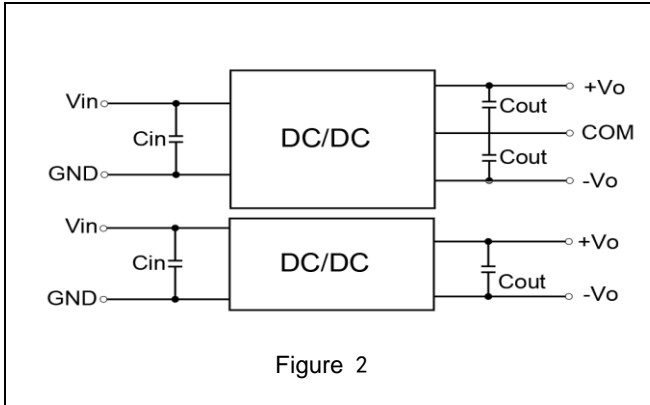 Vin
Cin
GND
DC/DC
+Vo
Cout
COM
Cout
-Vo
Vin
Cin
GND
DC/DC
+Vo
Cout
-Vo
Figure 2